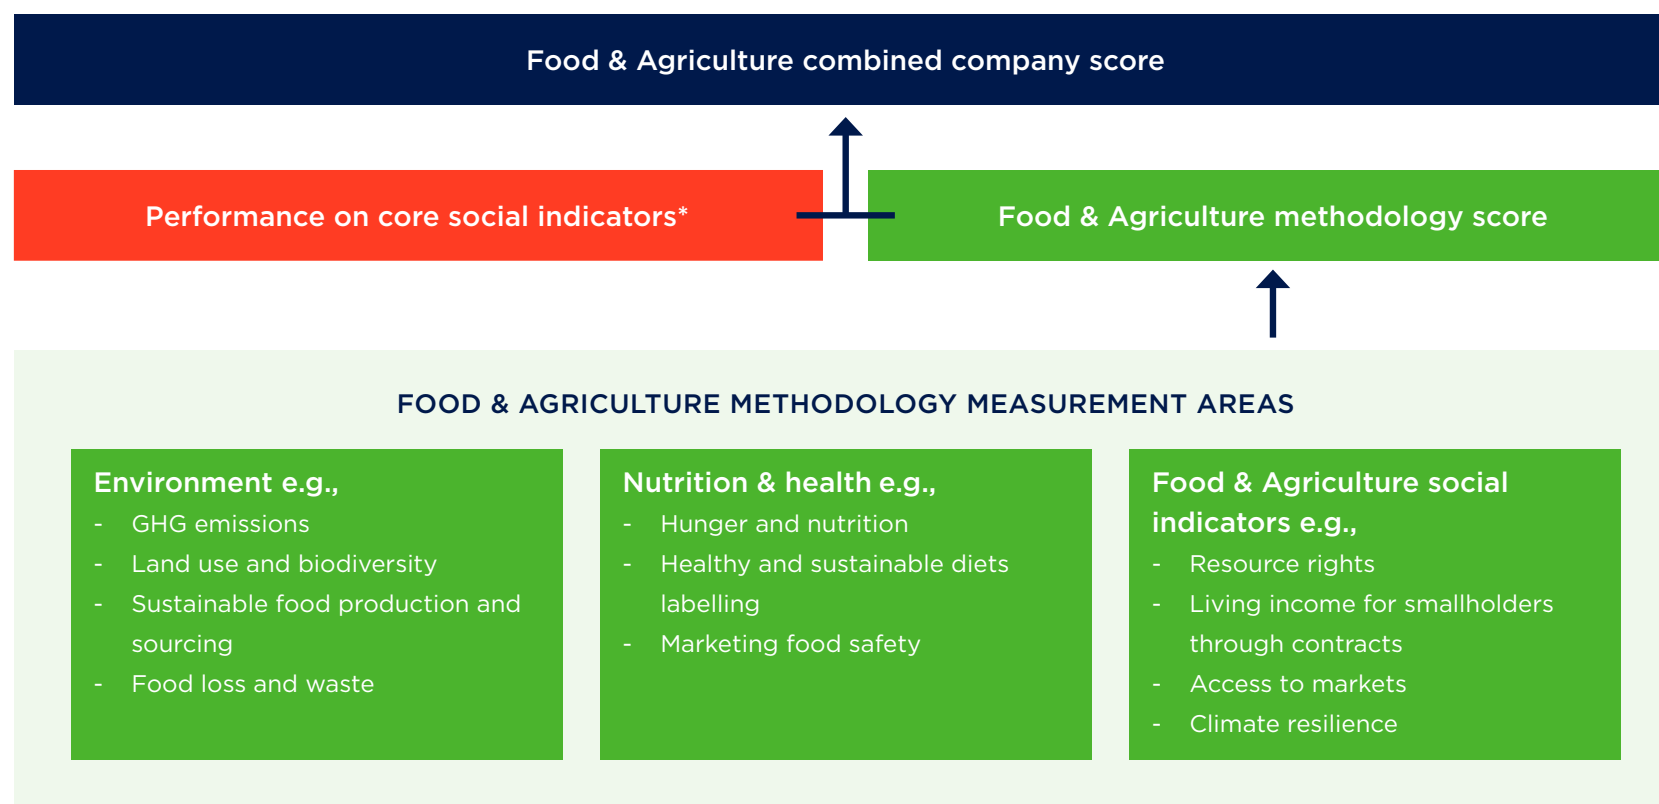 Food & Agriculture combined company score
Performance on core social indicators*
Food & Agriculture methodology score
FOOD & AGRICULTURE METHODOLOGY MEASUREMENT AREAS
Environment e.g.,
- GHG emissions
- Land use and biodiversity
- Sustainable food production and
sourcing
- Food loss and waste
Nutrition & health e.g.,
- Hunger and nutrition
- Healthy and sustainable diets
labelling
- Marketing food safety
Food & Agriculture social
indicators e.g.,
- Resource rights
- Living income for smallholders
through contracts
- Access to markets
- Climate resilience